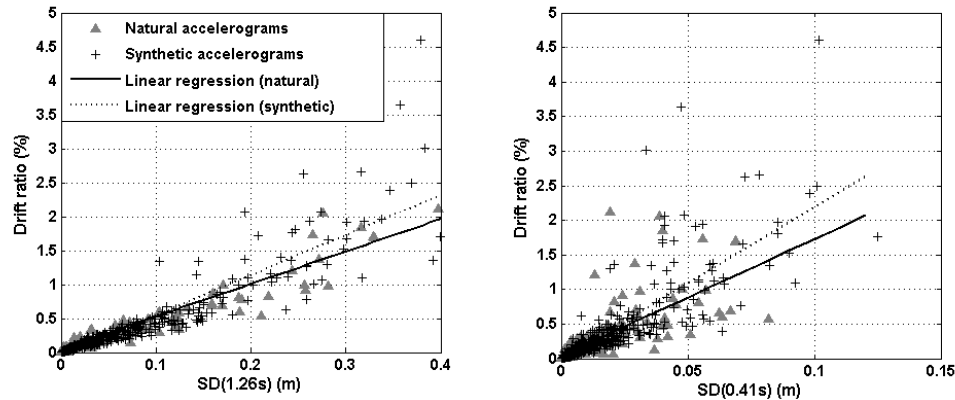 5
4.5
4
3.5
3
2.5
2
1.5
1
0.5
0
Drift ratio (%)
Natural accelerograms
Synthetic accelerograms
Linear regression (natural)
Linear regression (synthetic)
0 0.1 0.2 0.3 0.4
SD(1.26s) (m)
5
4.5
4
3.5
3
2.5
2
1.5
1
0.5
0
Drift ratio (%)
0 0.05 0.1 0.15
SD(0.41s) (m)